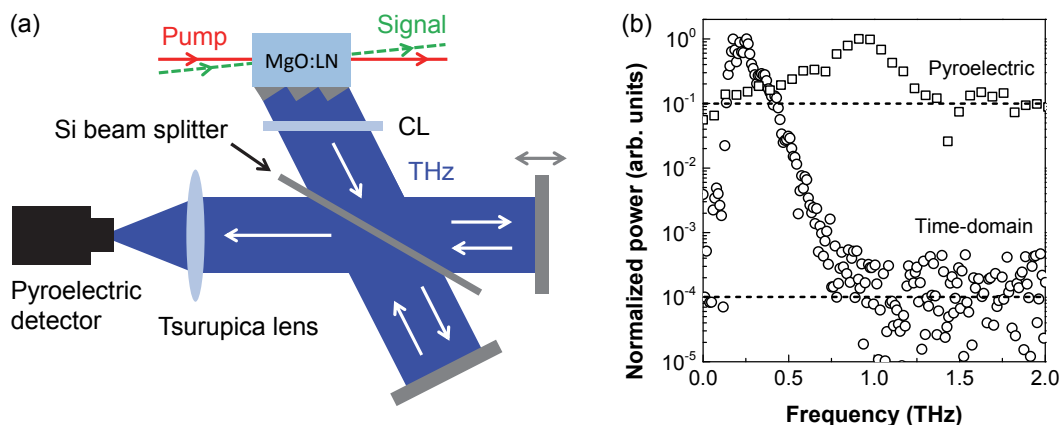 (a)
Pump
Signal
MgO:LN
Si beam splitter
CL
THz
Pyroelectric
detector
Tsurupica lens
(b)
Normalized power (arb. units)
10⁰
10⁻¹
10⁻²
10⁻³
10⁻⁴
10⁻⁵
Pyroelectric
Time-domain
0.0 0.5 1.0 1.5 2.0
Frequency (THz)